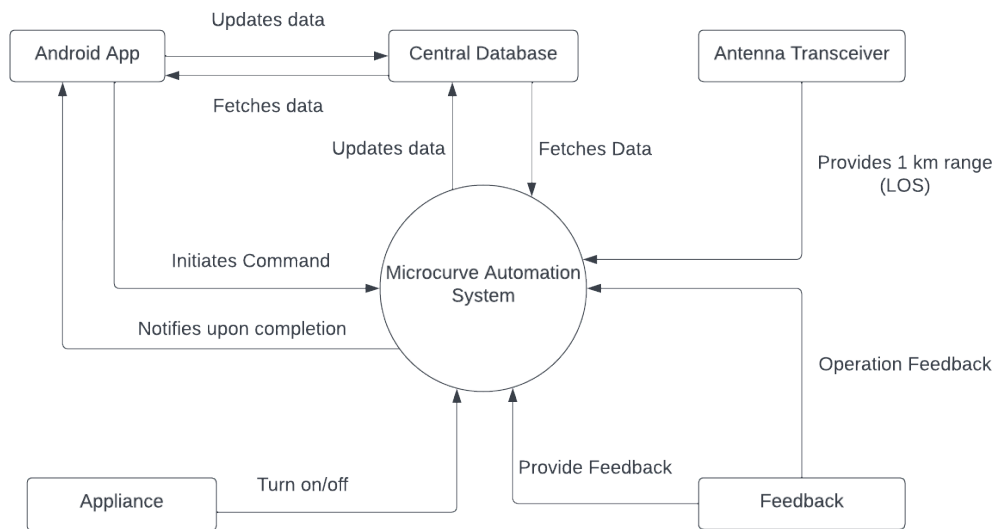 Updates data
Android App
Central Database
Antenna Transceiver
Fetches data
Updates data
Fetches Data
Provides 1 km range
(LOS)
Initiates Command
Microcurve Automation
System
Notifies upon completion
Operation Feedback
Provide Feedback
Turn on/off
Appliance
Feedback